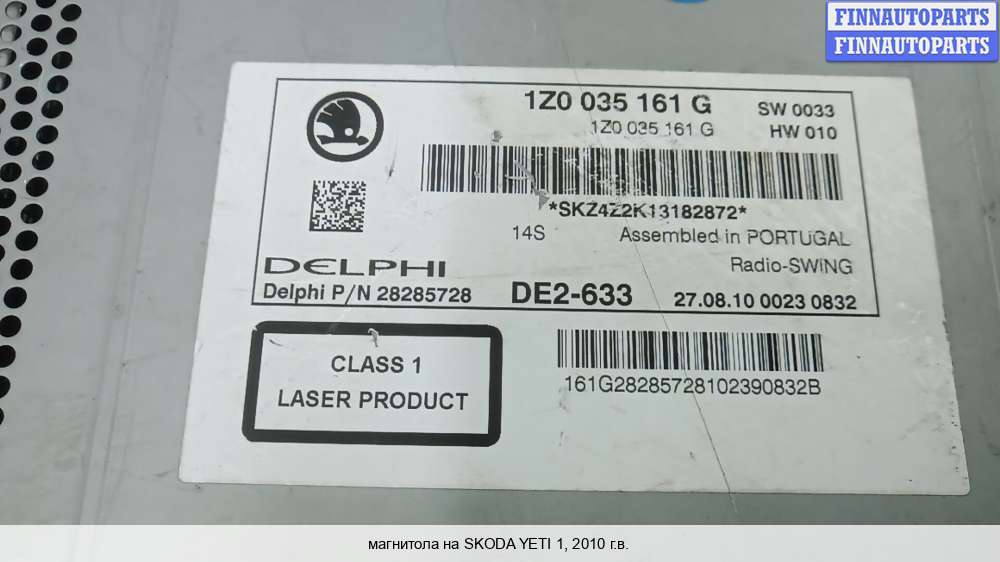 FINNAUTOPARTS
FINNAUTOPARTS
1Z0 035 161 G SW 0033
1Z0 035 161 G HW 010
*SKZ4Z2K13182872*
14S Assembled in PORTUGAL
Radio-SWING
DELPHI
Delphi P/N 28285728 DE2-633 27.08.10 0023 0832
CLASS 1
LASER PRODUCT
161G28285728102390832B
магнитола на SKODA YETI 1, 2010 г.в.